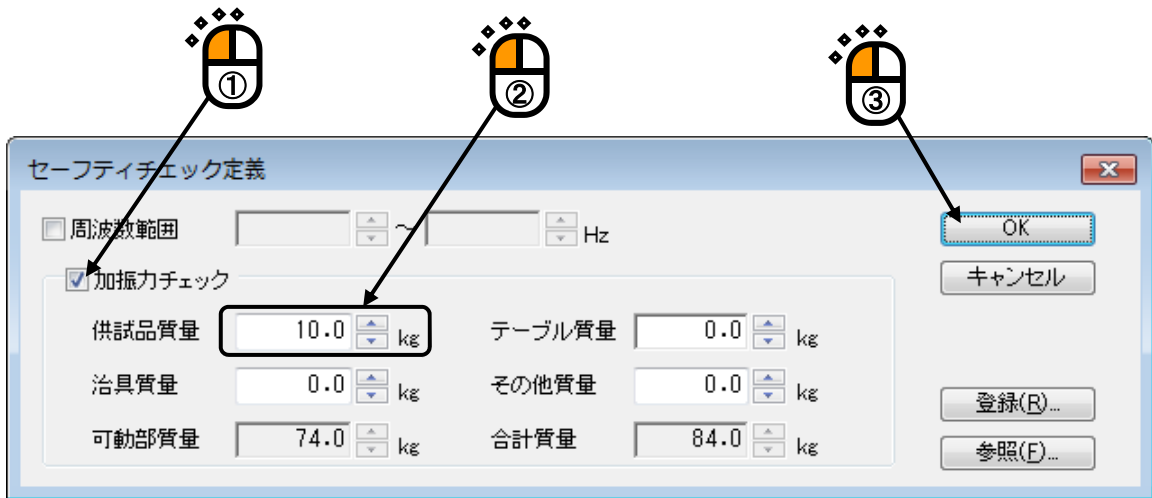 ① ② ③
セーフティチェック定義
周波数範囲 ~ Hz OK
加振力チェック キャンセル
供試品質量 10.0 kg テーブル質量 0.0 kg
治具質量 0.0 kg その他質量 0.0 kg 登録(R)...
可動部質量 74.0 kg 合計質量 84.0 kg 参照(F)...